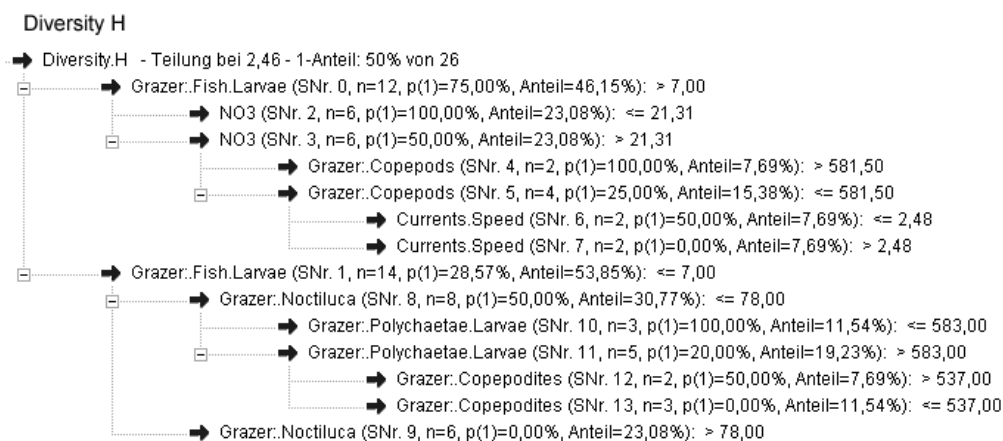 Diversity H
Diversity.H - Teilung bei 2,46 - 1-Anteil: 50% von 26
Grazer:.Fish.Larvae (SNr. 0, n=12, p(1)=75,00%, Anteil=46,15%): > 7,00
NO3 (SNr. 2, n=6, p(1)=100,00%, Anteil=23,08%): <= 21,31
NO3 (SNr. 3, n=6, p(1)=50,00%, Anteil=23,08%): > 21,31
Grazer:.Copepods (SNr. 4, n=2, p(1)=100,00%, Anteil=7,69%): > 581,50
Grazer:.Copepods (SNr. 5, n=4, p(1)=25,00%, Anteil=15,38%): <= 581,50
Currents.Speed (SNr. 6, n=2, p(1)=50,00%, Anteil=7,69%): <= 2,48
Currents.Speed (SNr. 7, n=2, p(1)=0,00%, Anteil=7,69%): > 2,48
Grazer:.Fish.Larvae (SNr. 1, n=14, p(1)=28,57%, Anteil=53,85%): <= 7,00
Grazer:.Noctiluca (SNr. 8, n=8, p(1)=50,00%, Anteil=30,77%): <= 78,00
Grazer:.Polychaetae.Larvae (SNr. 10, n=3, p(1)=100,00%, Anteil=11,54%): <= 583,00
Grazer:.Polychaetae.Larvae (SNr. 11, n=5, p(1)=20,00%, Anteil=19,23%): > 583,00
Grazer:.Copepodites (SNr. 12, n=2, p(1)=50,00%, Anteil=7,69%): > 537,00
Grazer:.Copepodites (SNr. 13, n=3, p(1)=0,00%, Anteil=11,54%): <= 537,00
Grazer:.Noctiluca (SNr. 9, n=6, p(1)=0,00%, Anteil=23,08%): > 78,00